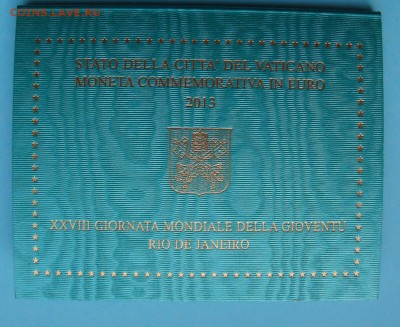 COINS.LAVE.RU
STATO DELLA CITTA' DEL VATICANO
MONETA COMMEMORATIVA IN EURO
2013
XXVIII GIORNATA MONDIALE DELLA GIOVENTU'
RIO DE JANEIRO